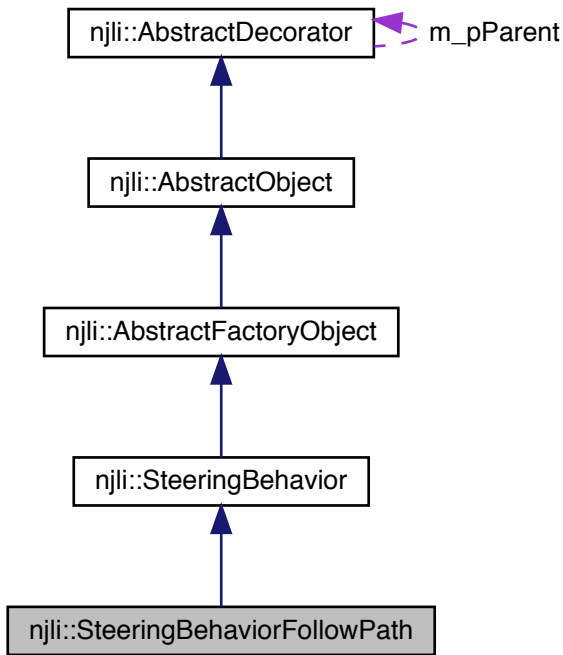 njli::AbstractDecorator
m_pParent
njli::AbstractObject
njli::AbstractFactoryObject
njli::SteeringBehavior
njli::SteeringBehaviorFollowPath